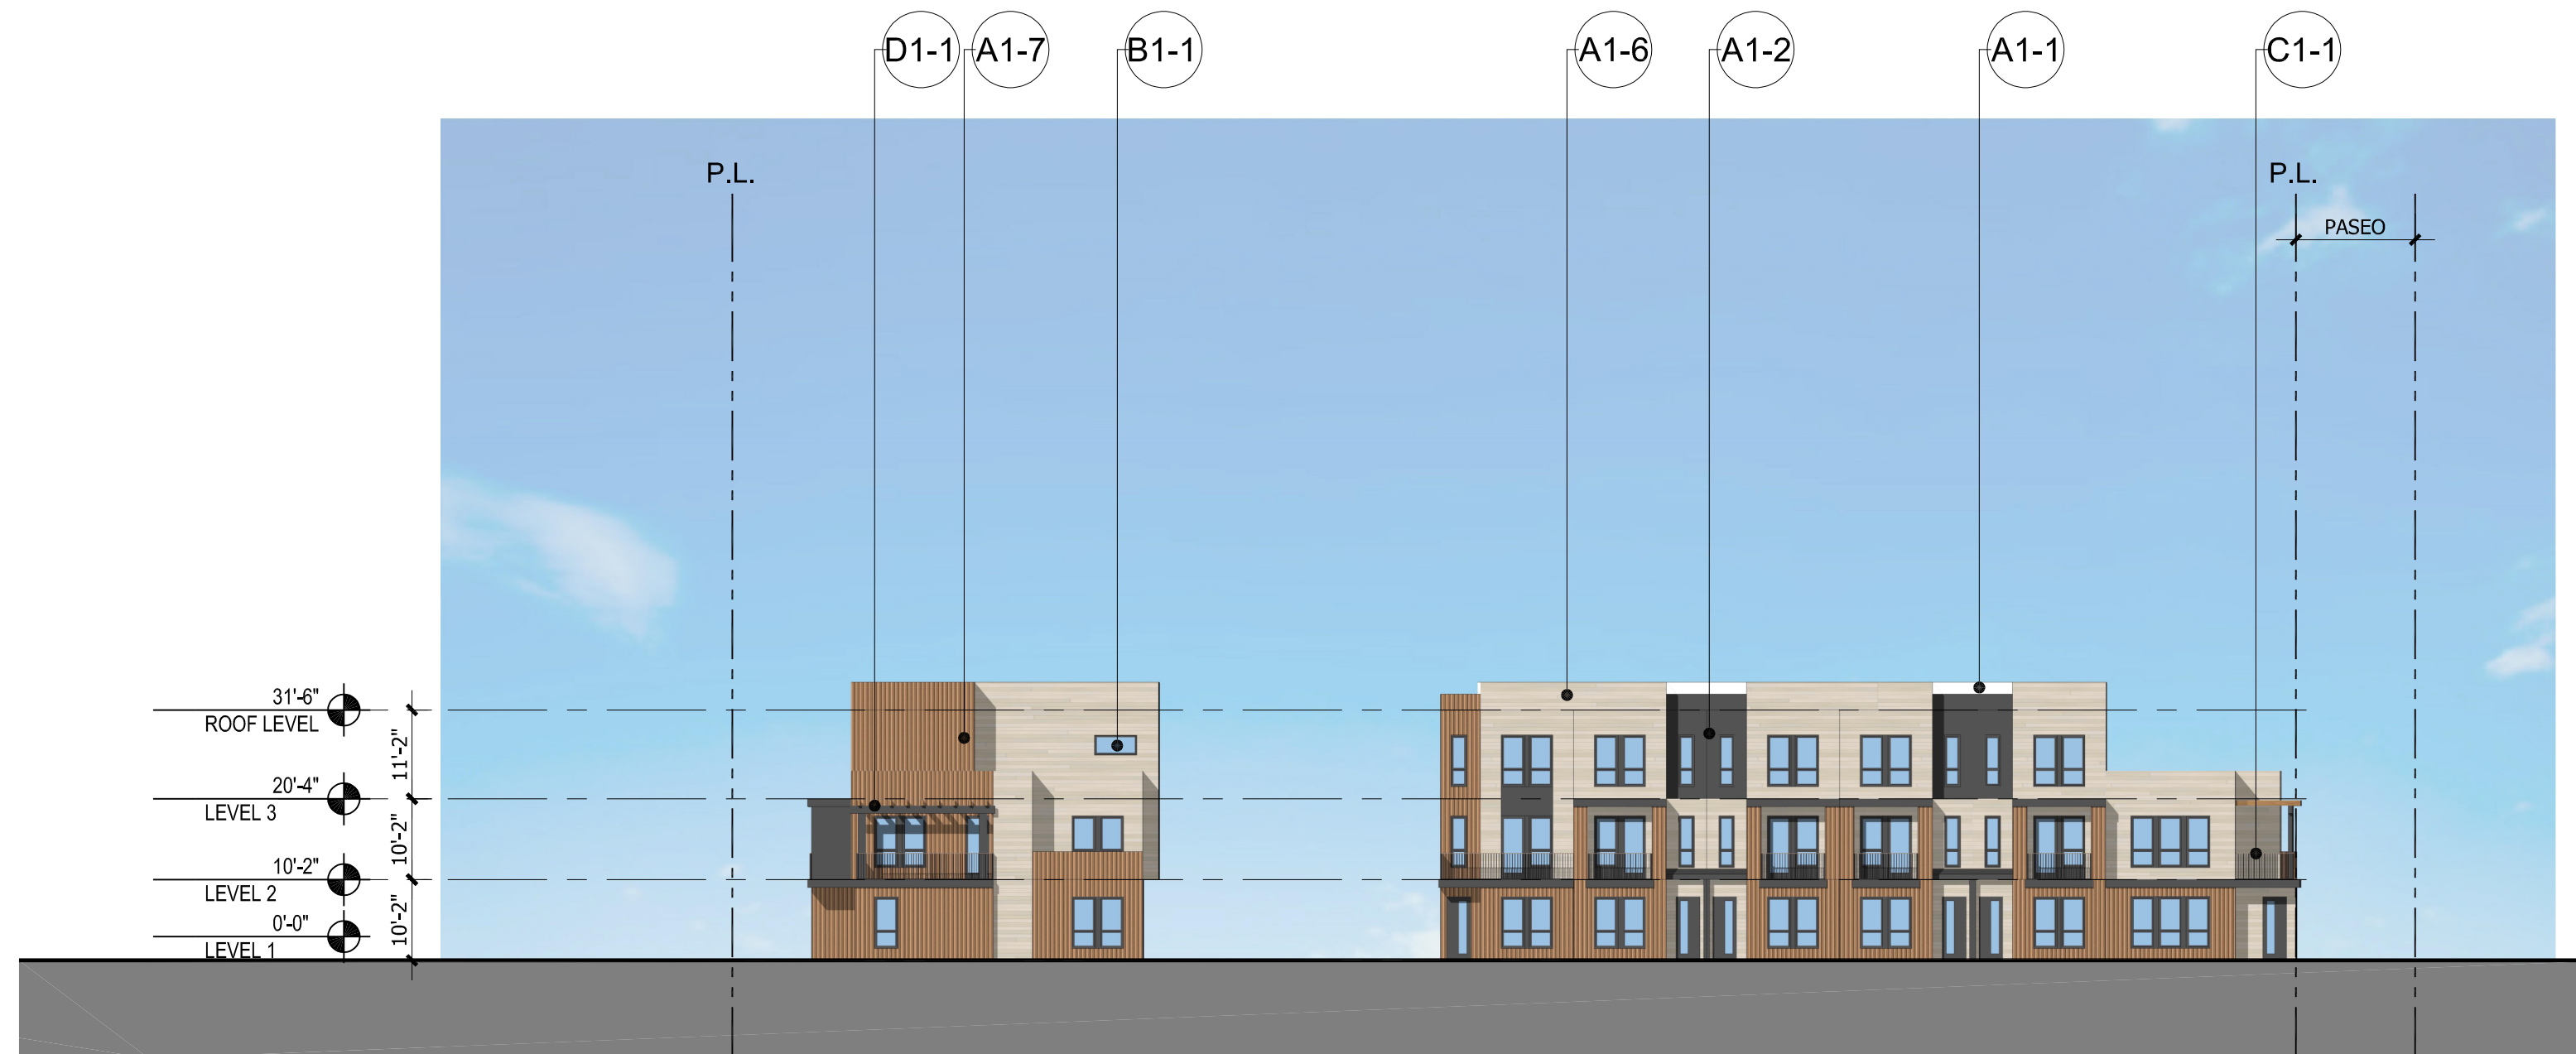 D1-1 A1-7 B1-1 A1-6 A1-2 A1-1 C1-1
P.L. P.L.
PASEO
31'-6"
ROOF LEVEL
11'-2"
20'-4"
LEVEL 3
10'-2"
10'-2"
LEVEL 2
0'-0"
10'-2"
LEVEL 1